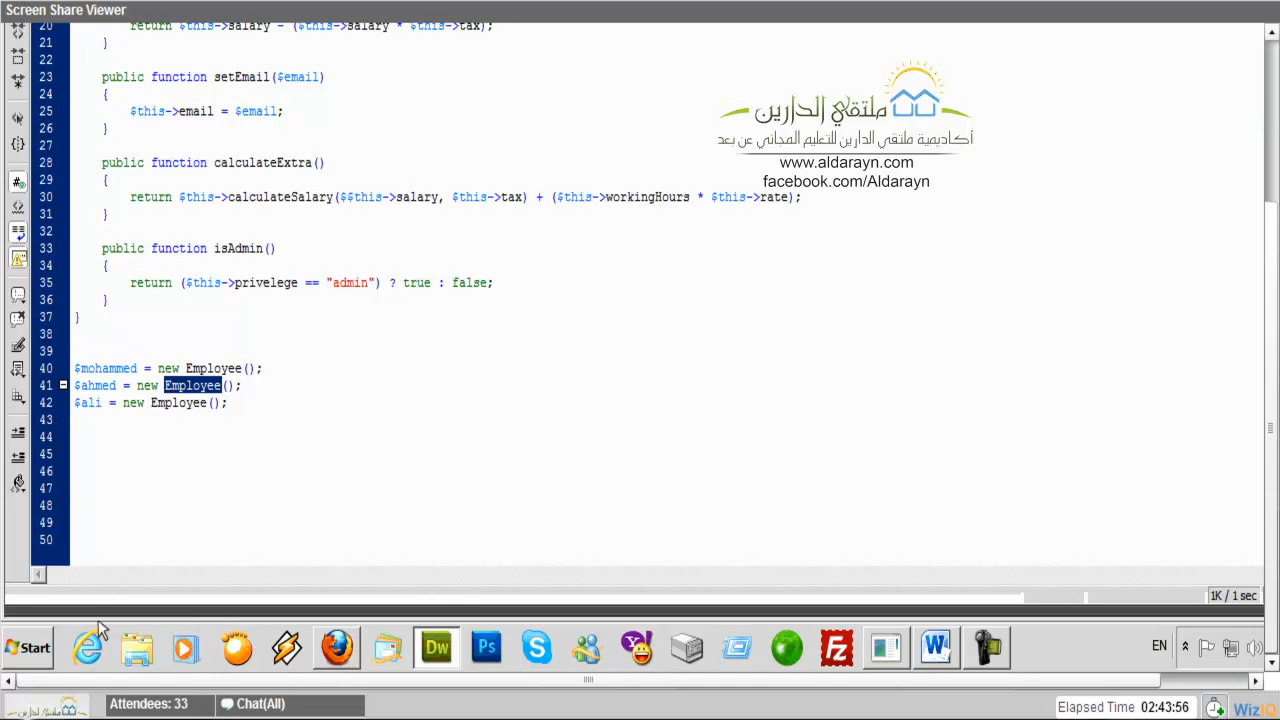 Screen Share Viewer
20 return $this->salary - ($this->salary * $this->tax);
21 }
22
23 public function setEmail($email)
24 {
25 $this->email = $email;
26 }
27
28 public function calculateExtra()
29 {
30 return $this->calculateSalary($$this->salary, $this->tax) + ($this->workingHours * $this->rate);
31 }
32
33 public function isAdmin()
34 {
35 return ($this->privelege == "admin") ? true : false;
36 }
37 }
38
39
40 $mohammed = new Employee();
41 $ahmed = new Employee();
42 $ali = new Employee();
43
44
45
46
47
48
49
50
ملتقي الدارين
أكاديمية ملتقي الدارين للتعليم المجاني عن بعد
www.aldarayn.com
facebook.com/Aldarayn
1K / 1 sec
Start
Dw
Ps
EN
Attendees: 33
Chat(All)
Elapsed Time 02:43:56
WizIQ